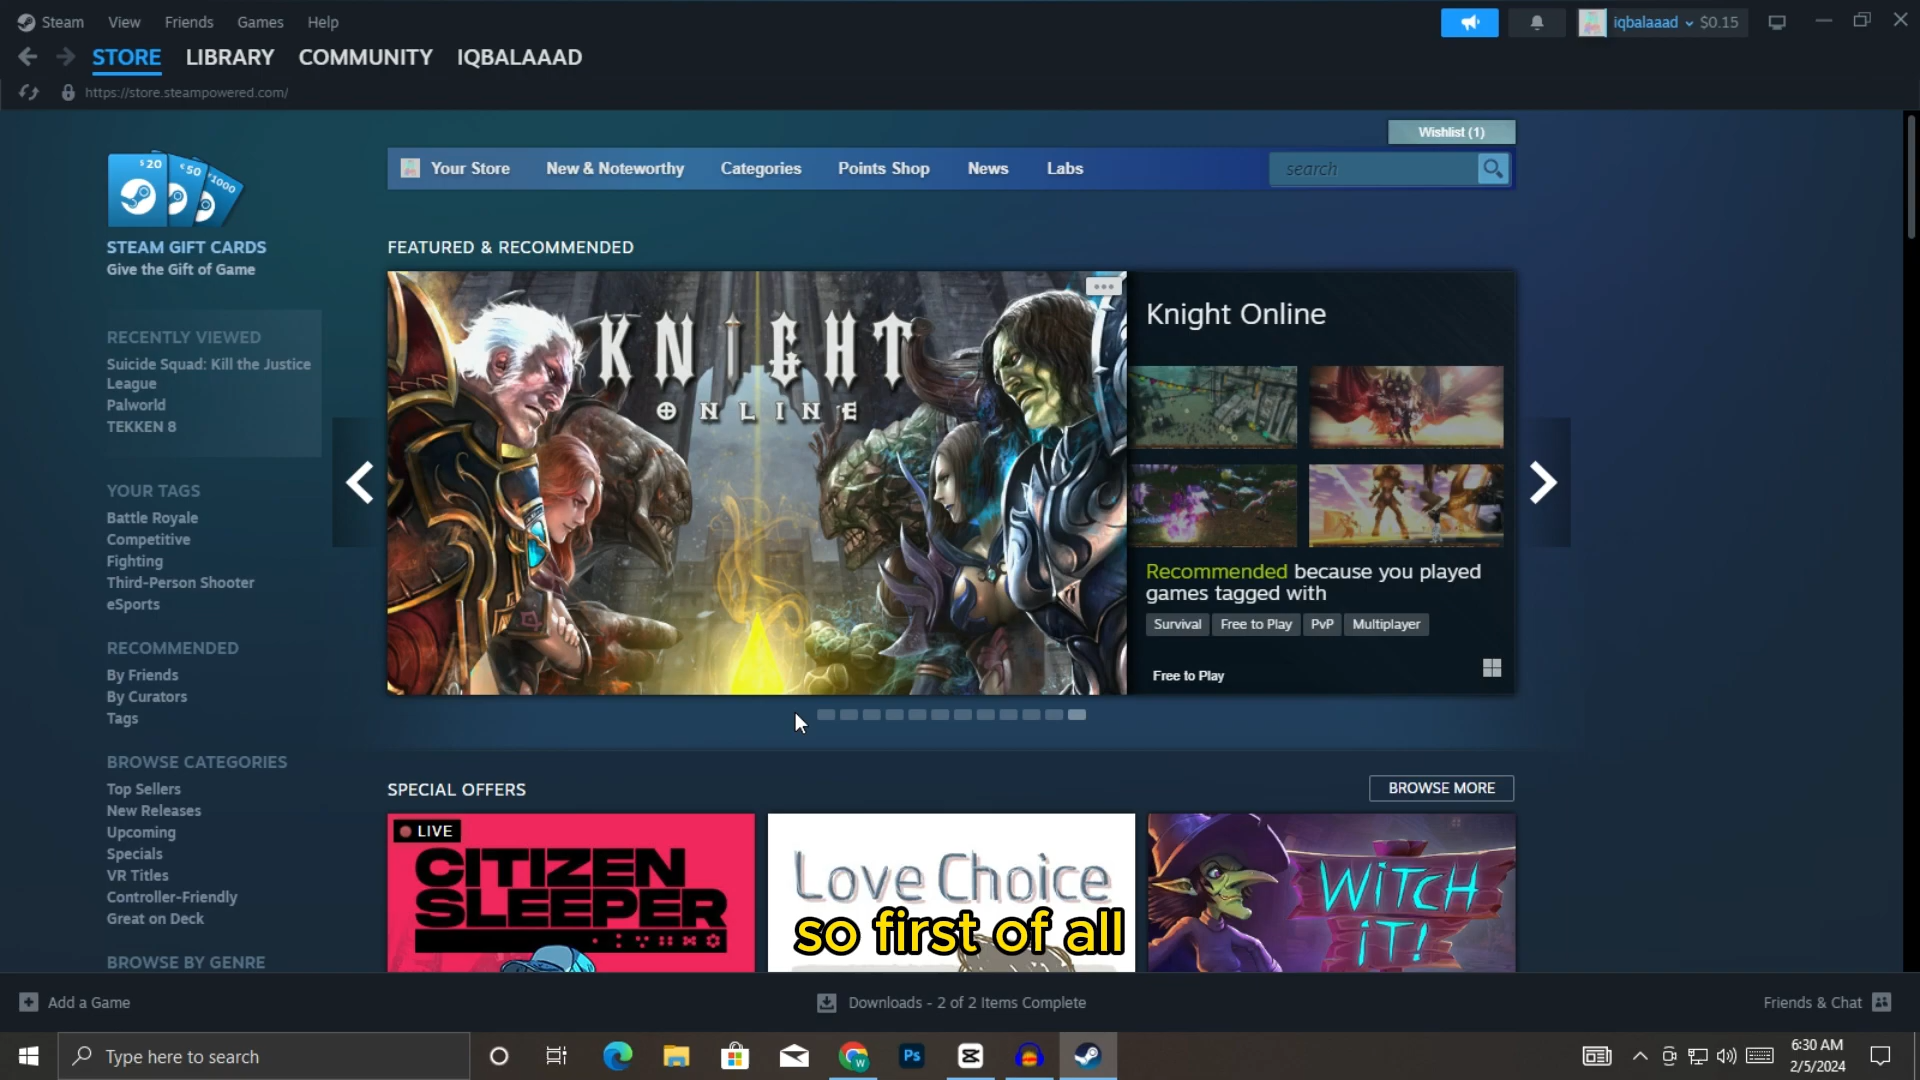 Steam View Friends Games Help
iqbalaaad $0.15
STORE LIBRARY COMMUNITY IQBALAAAD
https://store.steampowered.com/
Wishlist (1)
Your Store New & Noteworthy Categories Points Shop News Labs
search
$20 €50 ¥1000
STEAM GIFT CARDS
Give the Gift of Game
RECENTLY VIEWED
Suicide Squad: Kill the Justice
League
Palworld
TEKKEN 8
YOUR TAGS
Battle Royale
Competitive
Fighting
Third-Person Shooter
eSports
RECOMMENDED
By Friends
By Curators
Tags
BROWSE CATEGORIES
Top Sellers
New Releases
Upcoming
Specials
VR Titles
Controller-Friendly
Great on Deck
BROWSE BY GENRE
FEATURED & RECOMMENDED
KNIGHT
ONLINE
Knight Online
Recommended because you played
games tagged with
Survival Free to Play PvP Multiplayer
Free to Play
SPECIAL OFFERS
BROWSE MORE
LIVE
CITIZEN
SLEEPER
Love Choice
WiTCH
iT!
so first of all
Add a Game
Downloads - 2 of 2 Items Complete
Friends & Chat
Type here to search
Ps
6:30 AM
2/5/2024